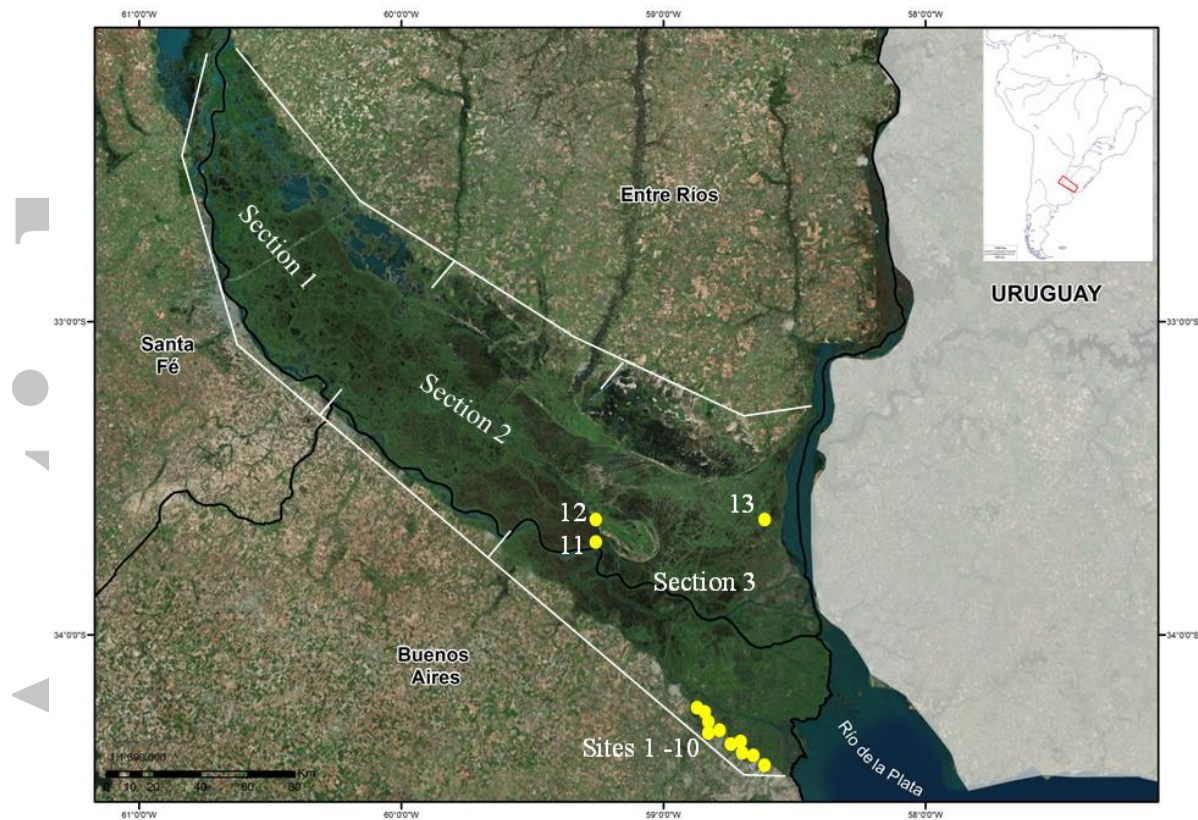 61°0'0"W
60°0'0"W
59°0'0"W
58°0'0"W
Entre Ríos
URUGUAY
Section 1
33°0'0"S
33°0'0"S
Santa
Fé
Section 2
12
13
11
Section 3
34°0'0"S
34°0'0"S
Buenos
Aires
Sites 1 -10
Río de la Plata
Km
0 10 20 40 60 80
61°0'0"W
60°0'0"W
59°0'0"W
58°0'0"W